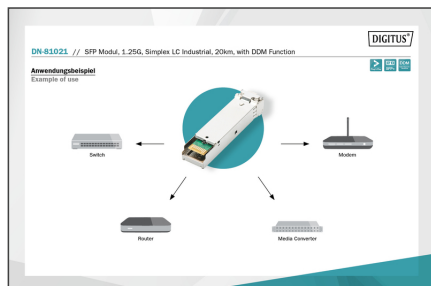 DIGITUS®
DN-81021 // SFP Modul, 1.25G, Simplex LC Industrial, 20km, with DDM Function
Anwendungsbeispiel
Example of use
DDM
Switch
Modem
Router
Media Converter